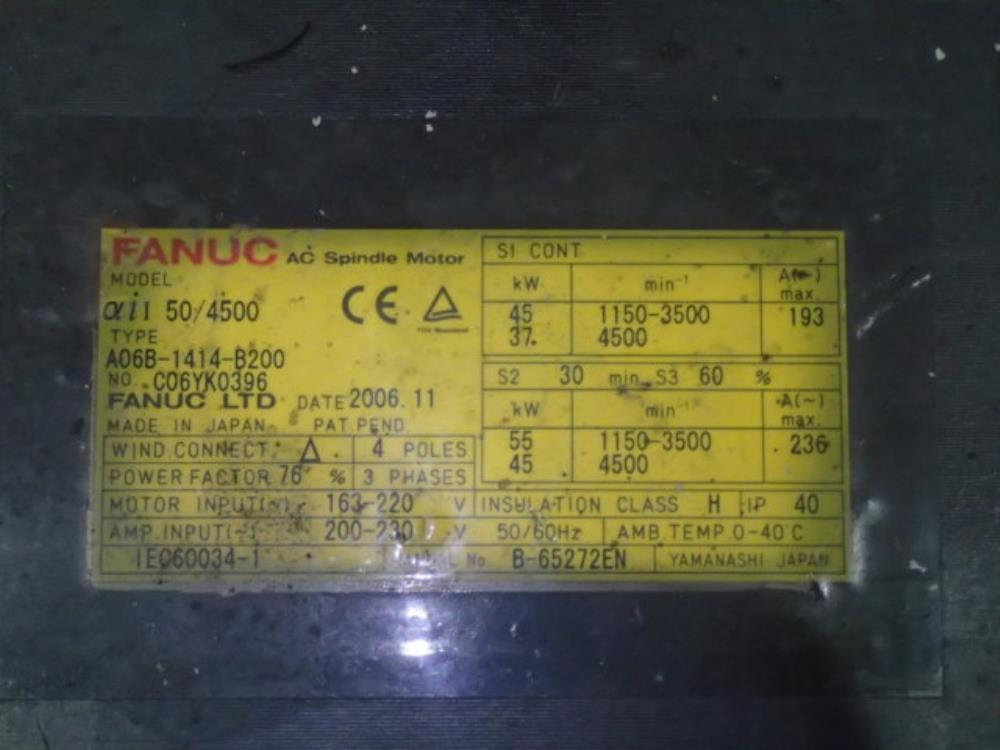 FANUC AC Spindle Motor
MODEL
αiI 50/4500
TYPE
A06B-1414-B200
NO. C06YK0396
FANUC LTD DATE 2006.11
MADE IN JAPAN PAT.PEND.
WIND.CONNECT. Δ 4 POLES
POWER FACTOR 76 % 3 PHASES
S1 CONT
kW min⁻¹ A(~) max.
45 1150-3500 193
37. 4500
S2 30 min S3 60 %
kW min⁻¹ A(~) max.
55 1150-3500 236
45 4500
MOTOR INPUT(~) 163-220 V INSULATION CLASS H IP 40
AMP.INPUT(~) 200-230 V 50/60Hz AMB.TEMP.0-40°C
IEC60034-1 No B-65272EN YAMANASHI JAPAN
CE